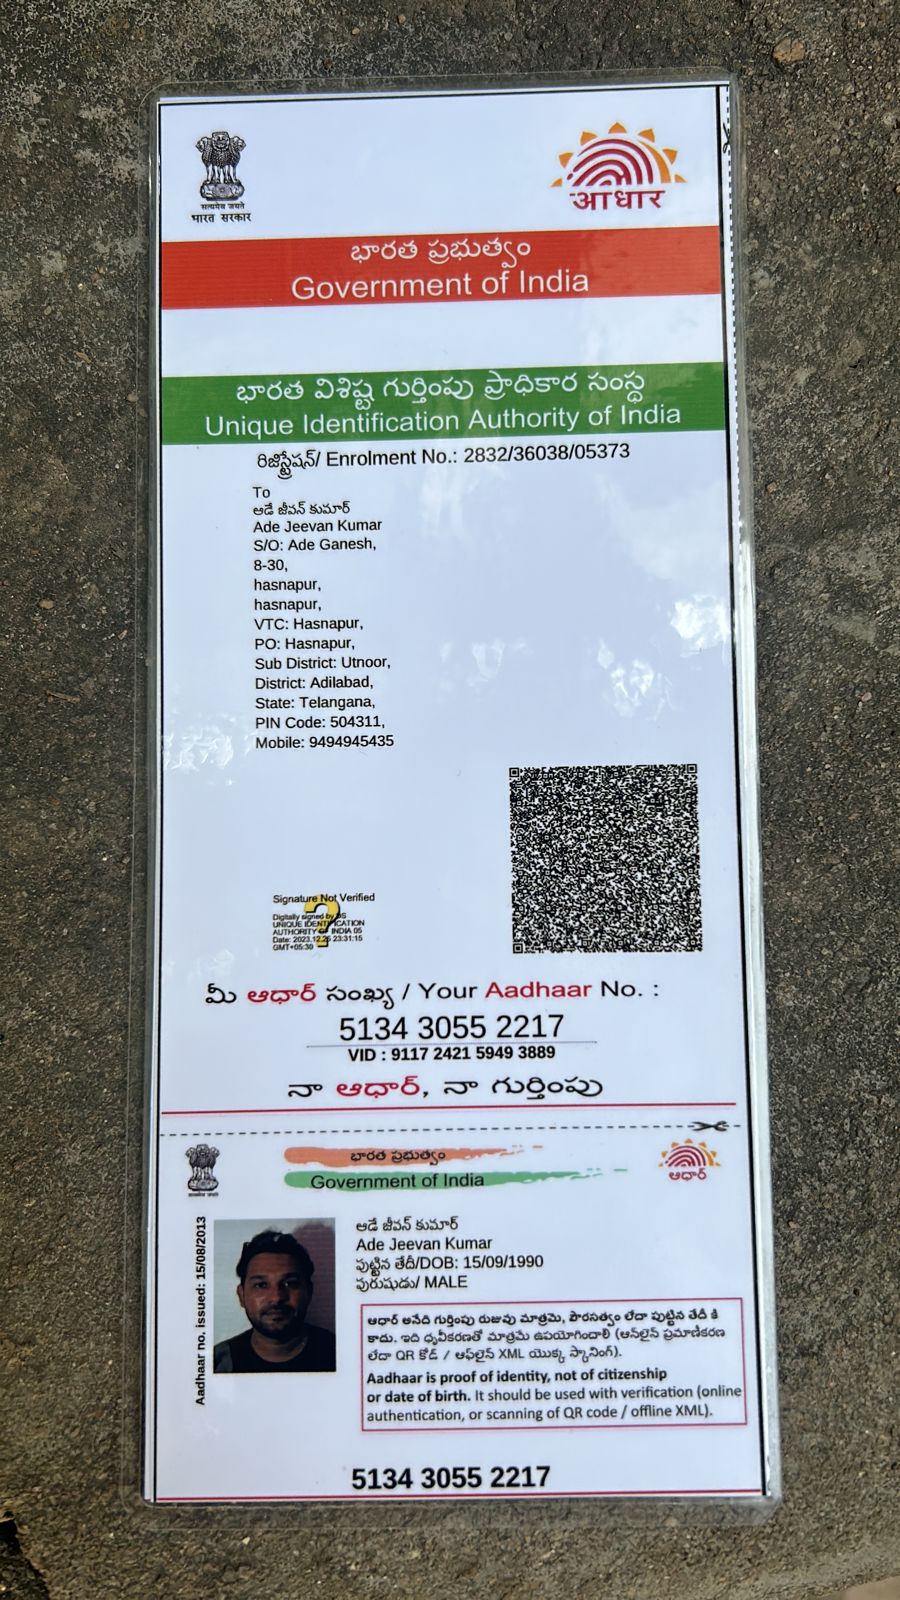 सत्यमेव जयते
भारत सरकार
आधार
భారత ప్రభుత్వం
Government of India
భారత విశిష్ట గుర్తింపు ప్రాధికార సంస్థ
Unique Identification Authority of India
రిజిస్ట్రేషన్/ Enrolment No.: 2832/36038/05373
To
ఆడే జీవన్ కుమార్
Ade Jeevan Kumar
S/O: Ade Ganesh,
8-30,
hasnapur,
hasnapur,
VTC: Hasnapur,
PO: Hasnapur,
Sub District: Utnoor,
District: Adilabad,
State: Telangana,
PIN Code: 504311,
Mobile: 9494945435
Signature Not Verified
Digitally signed by DS
UNIQUE IDENTIFICATION
AUTHORITY OF INDIA 05
Date: 2023.12.25 23:31:15
GMT+05:30
మీ ఆధార్ సంఖ్య / Your Aadhaar No. :
5134 3055 2217
VID : 9117 2421 5949 3889
నా ఆధార్, నా గుర్తింపు
భారత ప్రభుత్వం
Government of India
ఆధార్
Aadhaar no. issued: 15/08/2013
ఆడే జీవన్ కుమార్
Ade Jeevan Kumar
పుట్టిన తేదీ/DOB: 15/09/1990
పురుషుడు/ MALE
ఆధార్ అనేది గుర్తింపు రుజువు మాత్రమె, పౌరసత్వం లేదా పుట్టిన తేదీ కి
కాదు. ఇది ధృవీకరణతో మాత్రమే ఉపయోగించాలి (ఆన్‌లైన్ ప్రమాణీకరణ
లేదా QR కోడ్ / ఆఫ్‌లైన్ XML యొక్క స్కానింగ్).
Aadhaar is proof of identity, not of citizenship
or date of birth. It should be used with verification (online
authentication, or scanning of QR code / offline XML).
5134 3055 2217